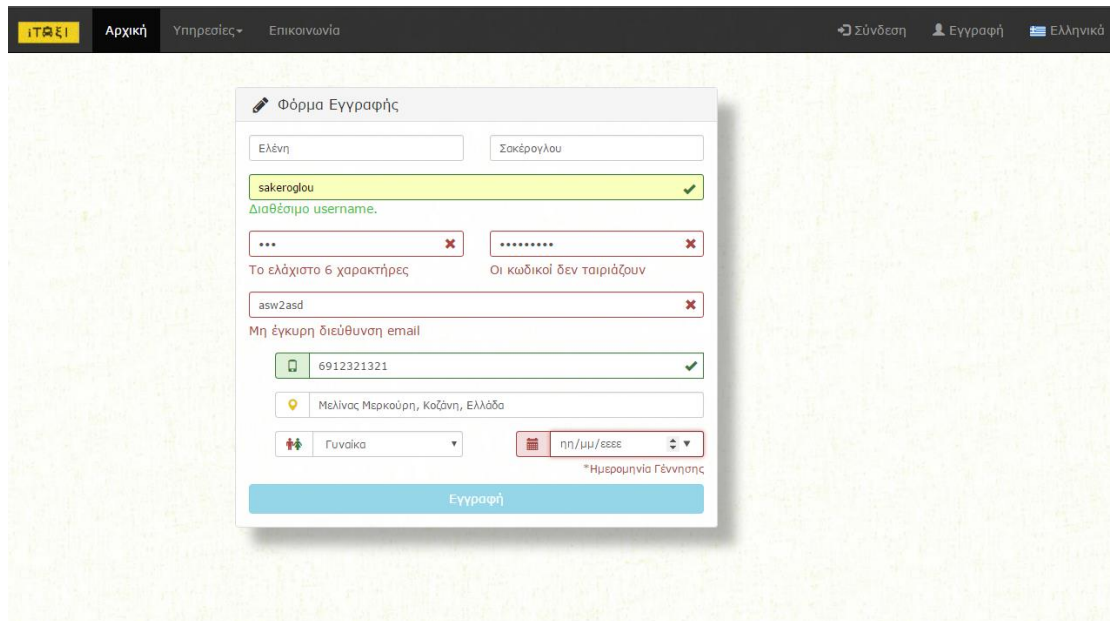 iTAΞI Αρχική Υπηρεσίες Επικοινωνία Σύνδεση Εγγραφή Ελληνικά
Φόρμα Εγγραφής
Ελένη Σακέρογλου
sakeroglou
Διαθέσιμο username.
••• •••••••••
Το ελάχιστο 6 χαρακτήρες Οι κωδικοί δεν ταιριάζουν
asw2asd
Μη έγκυρη διεύθυνση email
6912321321
Μελίνας Μερκούρη, Κοζάνη, Ελλάδα
Γυναίκα ηη/μμ/εεεε
*Ημερομηνία Γέννησης
Εγγραφή